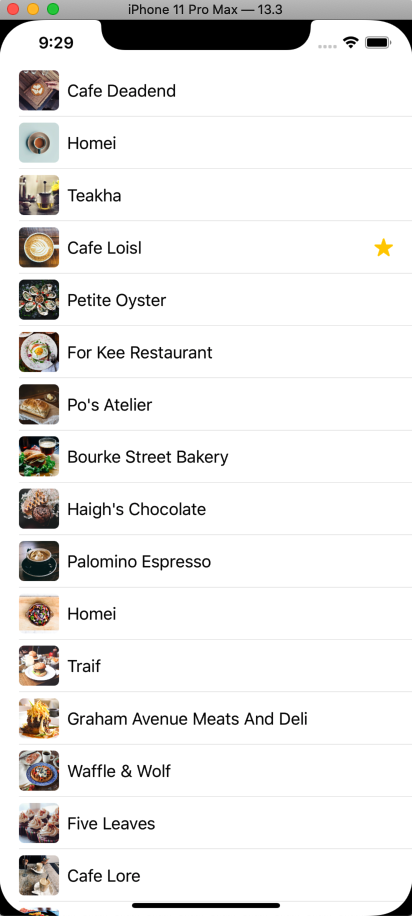 iPhone 11 Pro Max — 13.3
9:29
Cafe Deadend
Homei
Teakha
Cafe Loisl
Petite Oyster
For Kee Restaurant
Po's Atelier
Bourke Street Bakery
Haigh's Chocolate
Palomino Espresso
Homei
Traif
Graham Avenue Meats And Deli
Waffle & Wolf
Five Leaves
Cafe Lore